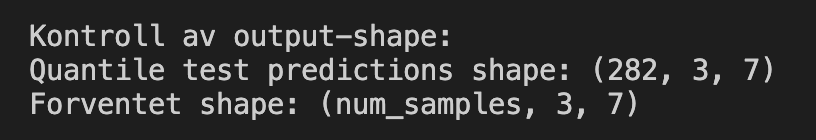 Kontroll av output-shape:
Quantile test predictions shape: (282, 3, 7)
Forventet shape: (num_samples, 3, 7)